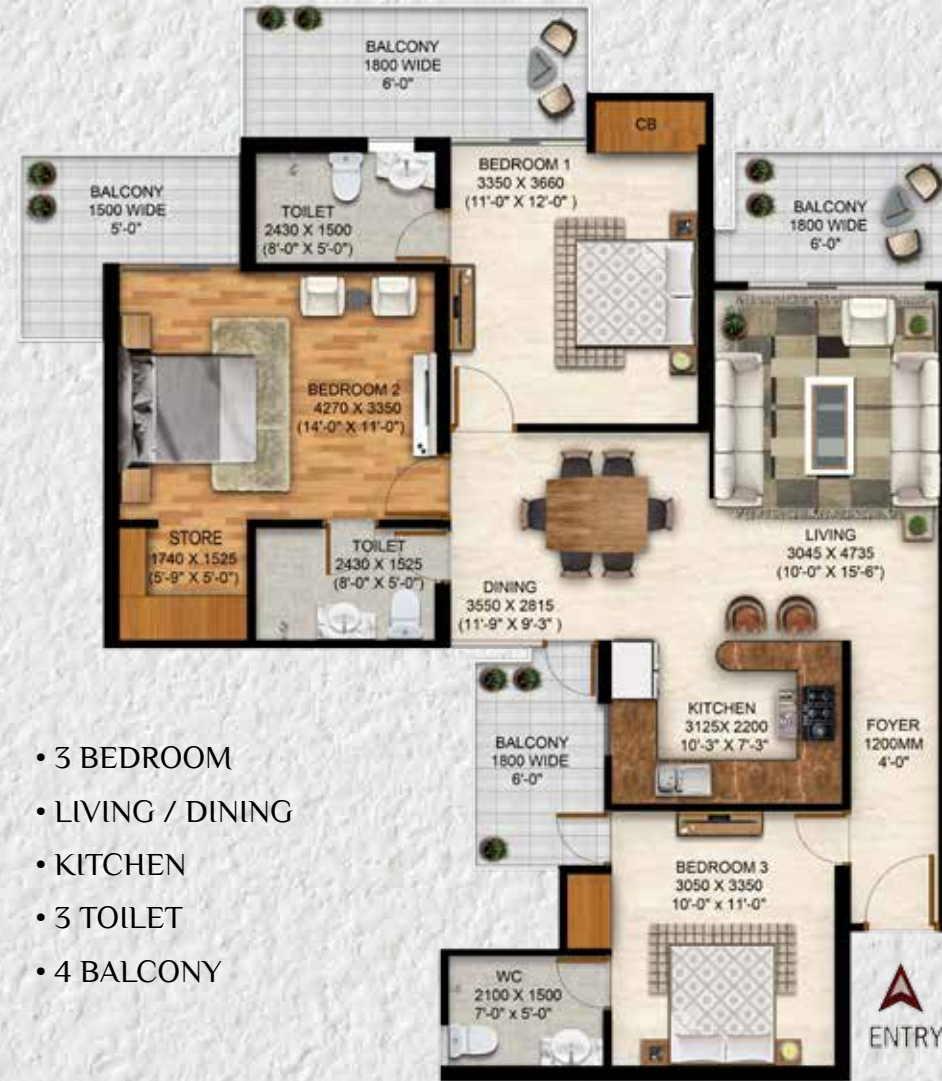 BALCONY
1800 WIDE
6'-0"
CB
BEDROOM 1
3350 X 3660
(11'-0" X 12'-0" )
BALCONY
1500 WIDE
5'-0"
TOILET
2430 X 1500
(8'-0" X 5'-0")
BALCONY
1800 WIDE
6'-0"
BEDROOM 2
4270 X 3350
(14'-0" X 11'-0")
STORE
1740 X 1525
(5'-9" X 5'-0")
TOILET
2430 X 1525
(8'-0" X 5'-0")
LIVING
3045 X 4735
(10'-0" X 15'-6")
DINING
3550 X 2815
(11'-9" X 9'-3" )
KITCHEN
3125X 2200
10'-3" X 7'-3"
FOYER
1200MM
4'-0"
BALCONY
1800 WIDE
6'-0"
• 3 BEDROOM
• LIVING / DINING
• KITCHEN
• 3 TOILET
• 4 BALCONY
BEDROOM 3
3050 X 3350
10'-0" x 11'-0"
WC
2100 X 1500
7'-0" x 5'-0"
ENTRY